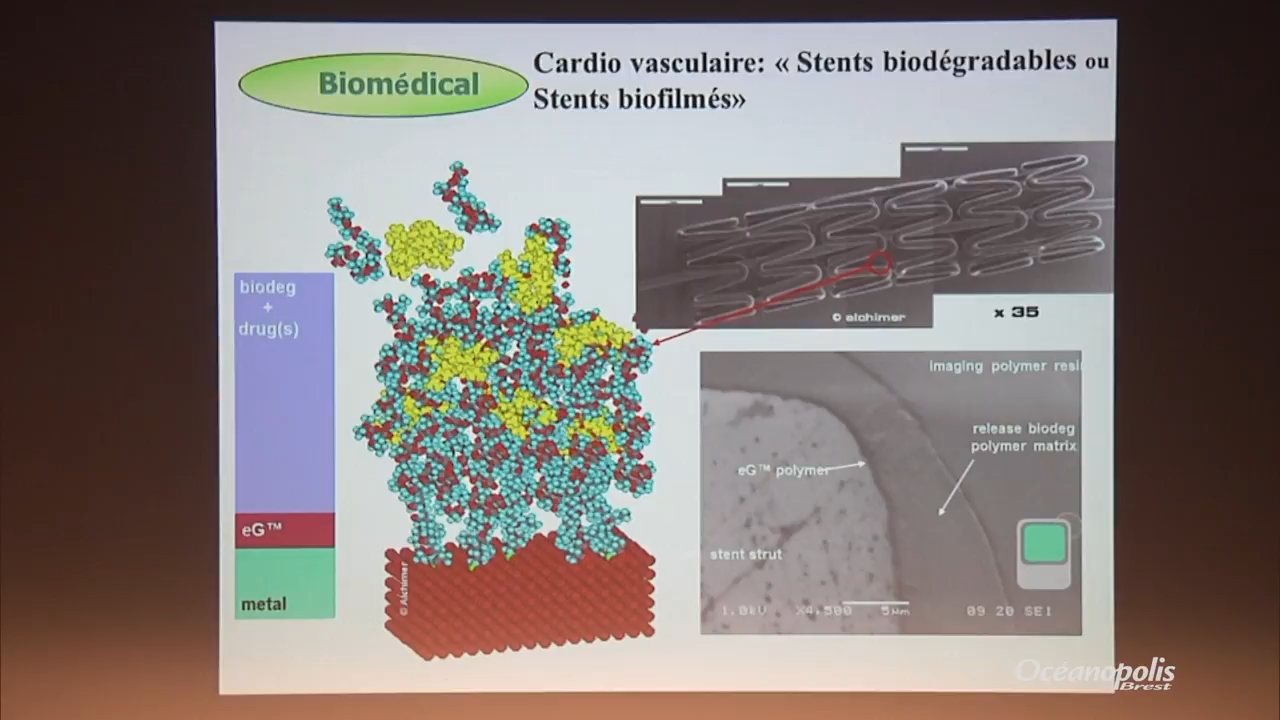 Biomédical
Cardio vasculaire: « Stents biodégradables ou
Stents biofilmés»
biodeg
+
drug(s)
eG™
metal
© Alchimer
© alchimer
x 35
imaging polymer resi
release biodeg
polymer matrix
eG™ polymer
stent strut
1.0kV X4,500 5µm 09 20 SEI
Océanopolis
Brest